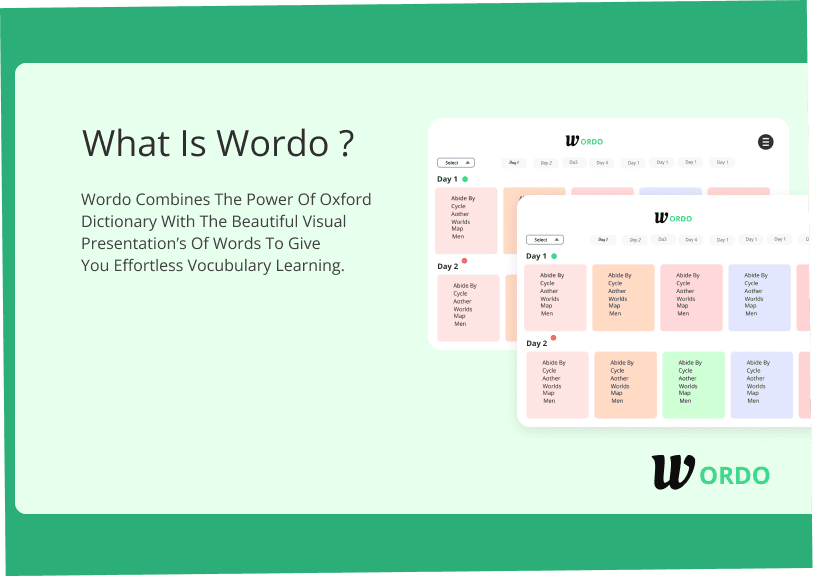 What Is Wordo ?
Wordo Combines The Power Of Oxford
Dictionary With The Beautiful Visual
Presentation's Of Words To Give
You Effortless Vocubulary Learning.
WORDO
Select
Day 1
Day 2
Da3
Day 4
Day 1
Day 1
Day 1
Day 1
Day 1
Abide By
Cycle
Aother
Worlds
Map
Men
Day 2
Abide By
Cycle
Aother
Worlds
Map
Men
WORDO
Select
Day 1
Day 2
Da3
Day 4
Day 1
Day 1
Day 1
Day 1
Abide By
Cycle
Aother
Worlds
Map
Men
Abide By
Cycle
Aother
Worlds
Map
Men
Abide By
Cycle
Aother
Worlds
Map
Men
Abide By
Cycle
Aother
Worlds
Map
Men
Day 2
Abide By
Cycle
Aother
Worlds
Map
Men
Abide By
Cycle
Aother
Worlds
Map
Men
Abide By
Cycle
Aother
Worlds
Map
Men
Abide By
Cycle
Aother
Worlds
Map
Men
WORDO